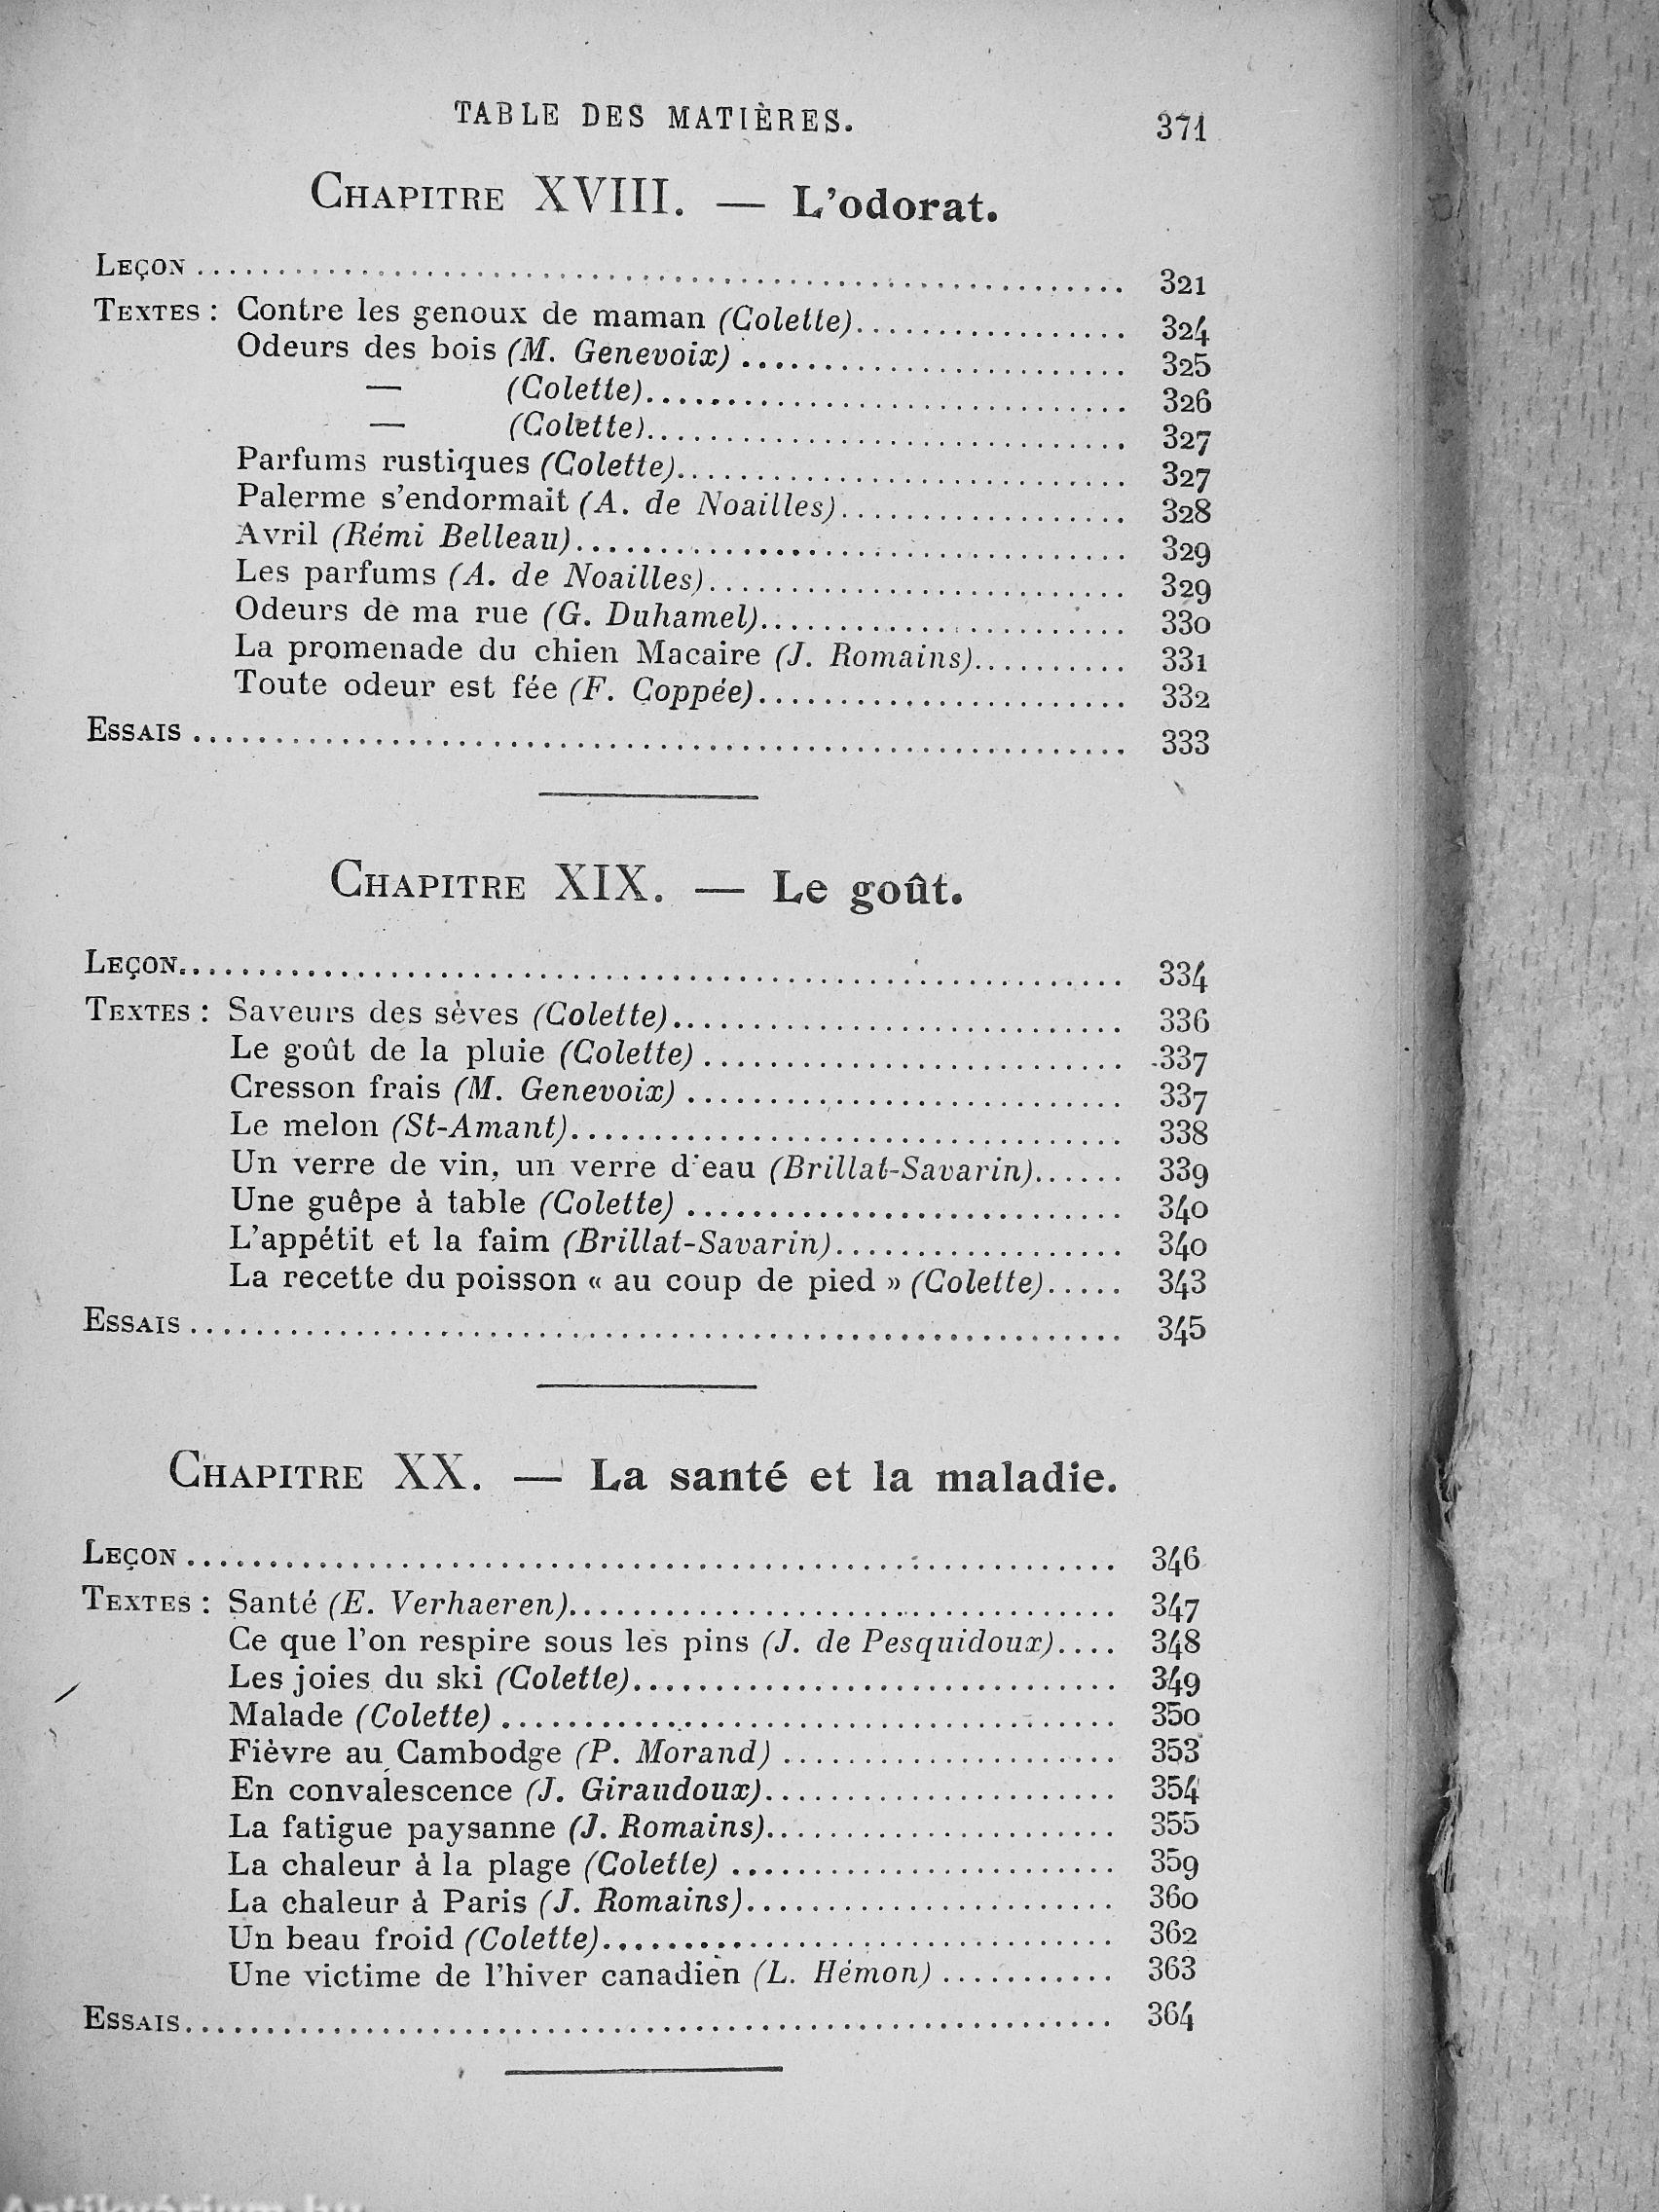 TABLE DES MATIÈRES. 371
CHAPITRE XVIII. — L'odorat.
LEÇON ........ 321
TEXTES : Contre les genoux de maman (Colette)........ 324
Odeurs des bois (M. Genevoix) ........ 325
— (Colette)........ 326
— (Colette)........ 327
Parfums rustiques (Colette)........ 327
Palerme s'endormait (A. de Noailles)........ 328
Avril (Rémi Belleau)........ 329
Les parfums (A. de Noailles)........ 329
Odeurs de ma rue (G. Duhamel)........ 330
La promenade du chien Macaire (J. Romains)........ 331
Toute odeur est fée (F. Coppée)........ 332
ESSAIS ........ 333
CHAPITRE XIX. — Le goût.
LEÇON........ 334
TEXTES : Saveurs des sèves (Colette)........ 336
Le goût de la pluie (Colette) ........ 337
Cresson frais (M. Genevoix) ........ 337
Le melon (St-Amant)........ 338
Un verre de vin, un verre d'eau (Brillat-Savarin)...... 339
Une guêpe à table (Colette) ........ 340
L'appétit et la faim (Brillat-Savarin)........ 340
La recette du poisson « au coup de pied » (Colette)..... 343
ESSAIS ........ 345
CHAPITRE XX. — La santé et la maladie.
LEÇON ........ 346
TEXTES : Santé (E. Verhaeren)........ 347
Ce que l'on respire sous les pins (J. de Pesquidoux).... 348
Les joies du ski (Colette)........ 349
Malade (Colette) ........ 350
Fièvre au Cambodge (P. Morand) ........ 353
En convalescence (J. Giraudoux)........ 354
La fatigue paysanne (J. Romains)........ 355
La chaleur à la plage (Colette) ........ 359
La chaleur à Paris (J. Romains)........ 360
Un beau froid (Colette)........ 362
Une victime de l'hiver canadien (L. Hémon) ........ 363
ESSAIS........ 364
Antikvárium.hu